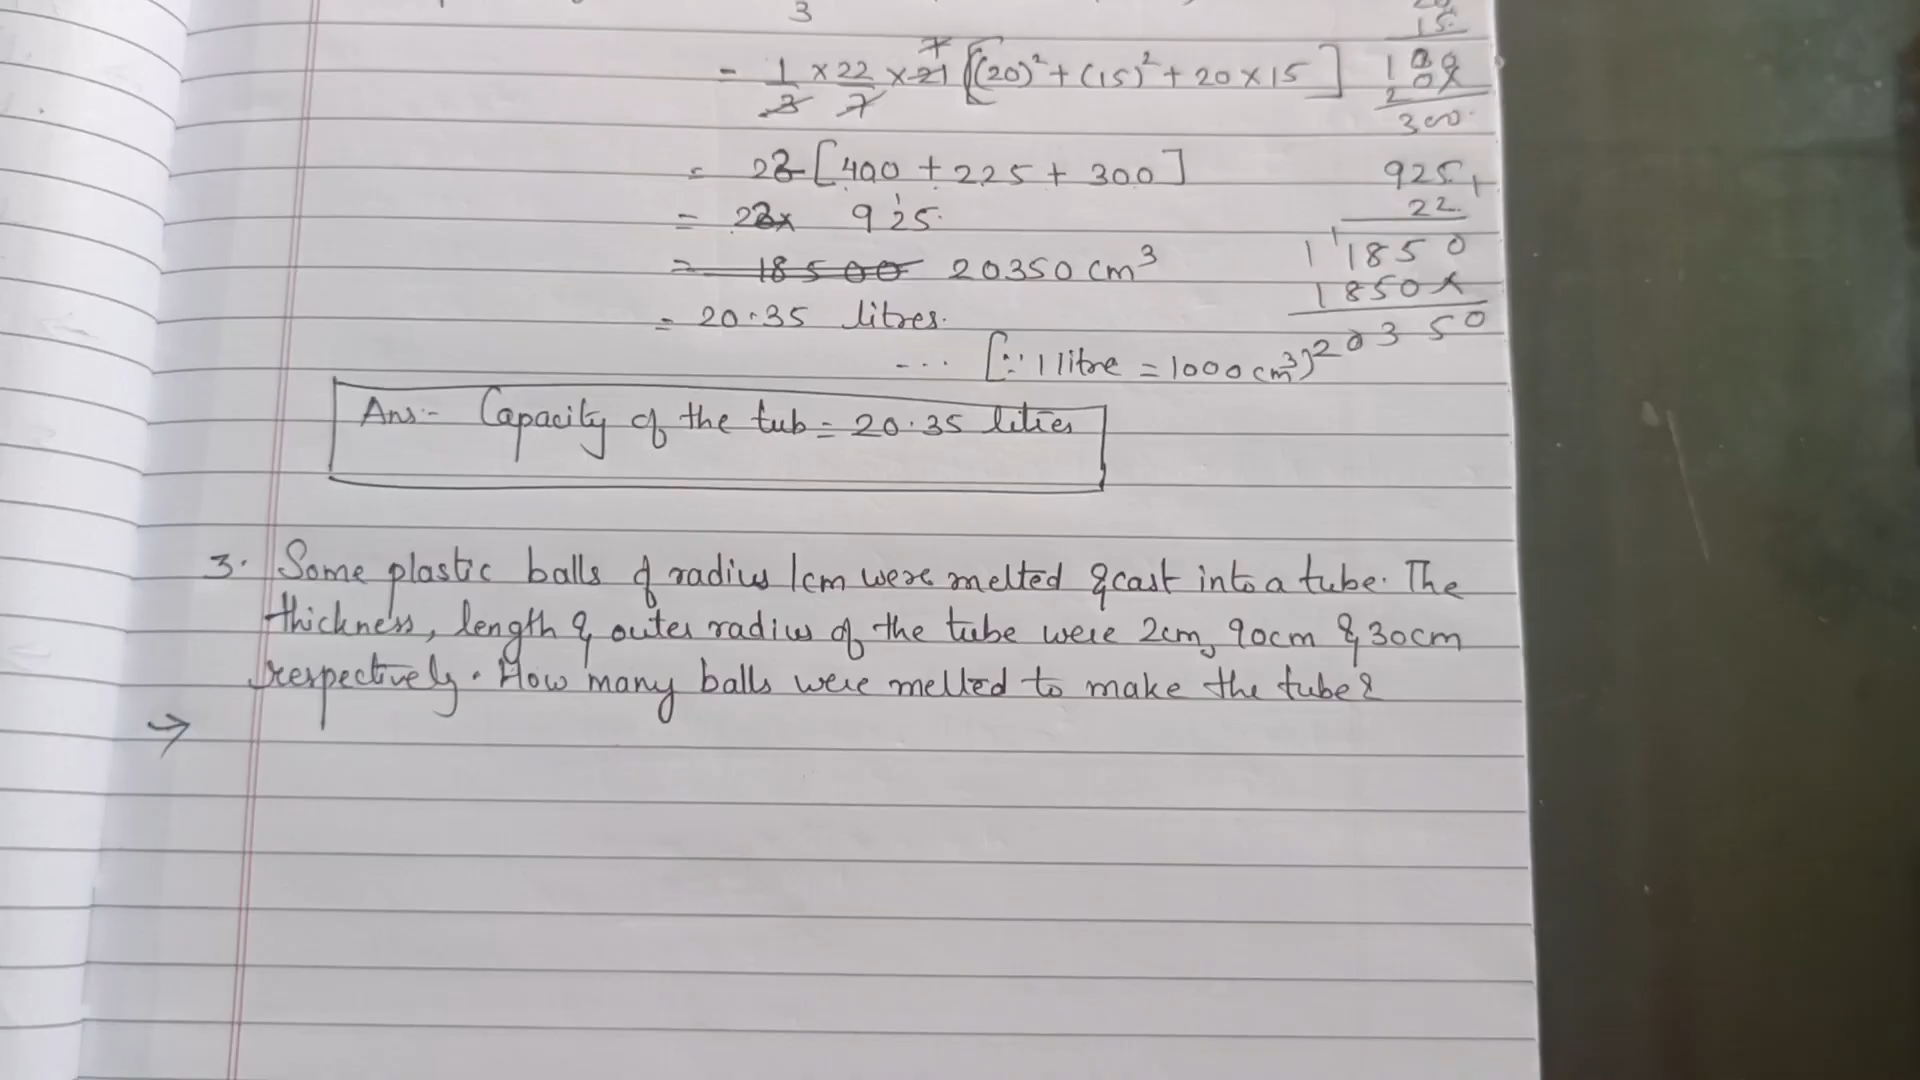 3
= 1/3 × 22/7 × 21 [(20)² + (15)² + 20 × 15]
= 22 [400 + 225 + 300]
= 22 × 925.
= 18500 20350 cm³
= 20.35 litres.
... [∵ 1 litre = 1000 cm³]
15
100
20×
300
925
22
1850
1850×
20350
Ans:- Capacity of the tub = 20.35 litres
3. Some plastic balls of radius 1cm were melted & cast into a tube. The
thickness, length & outer radius of the tube were 2cm, 90cm & 30cm
respectively. How many balls were melted to make the tube?
→